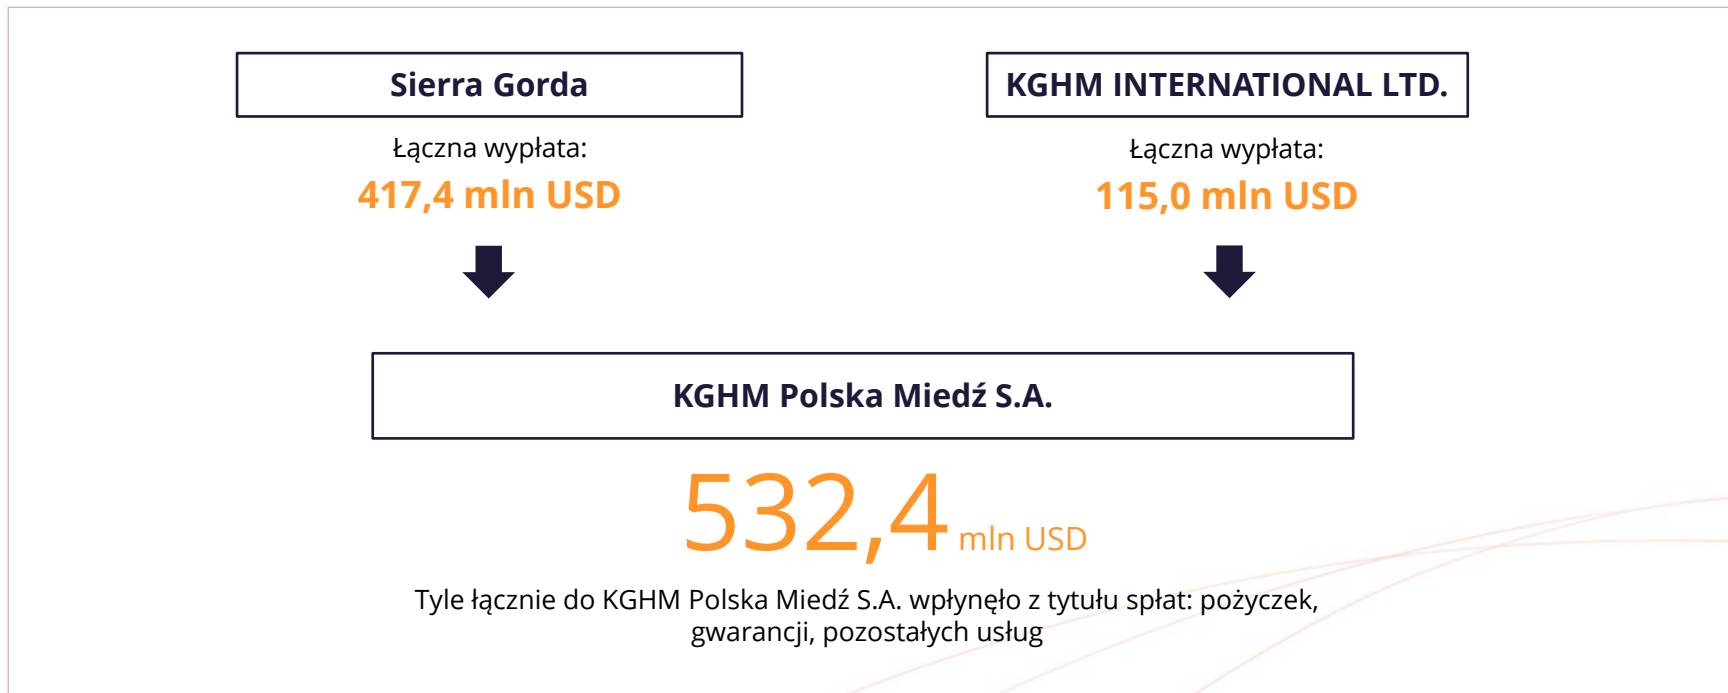 Sierra Gorda
Łączna wypłata:
417,4 mln USD
KGHM INTERNATIONAL LTD.
Łączna wypłata:
115,0 mln USD
KGHM Polska Miedź S.A.
532,4 mln USD
Tyle łącznie do KGHM Polska Miedź S.A. wpłynęło z tytułu spłat: pożyczek,
gwarancji, pozostałych usług